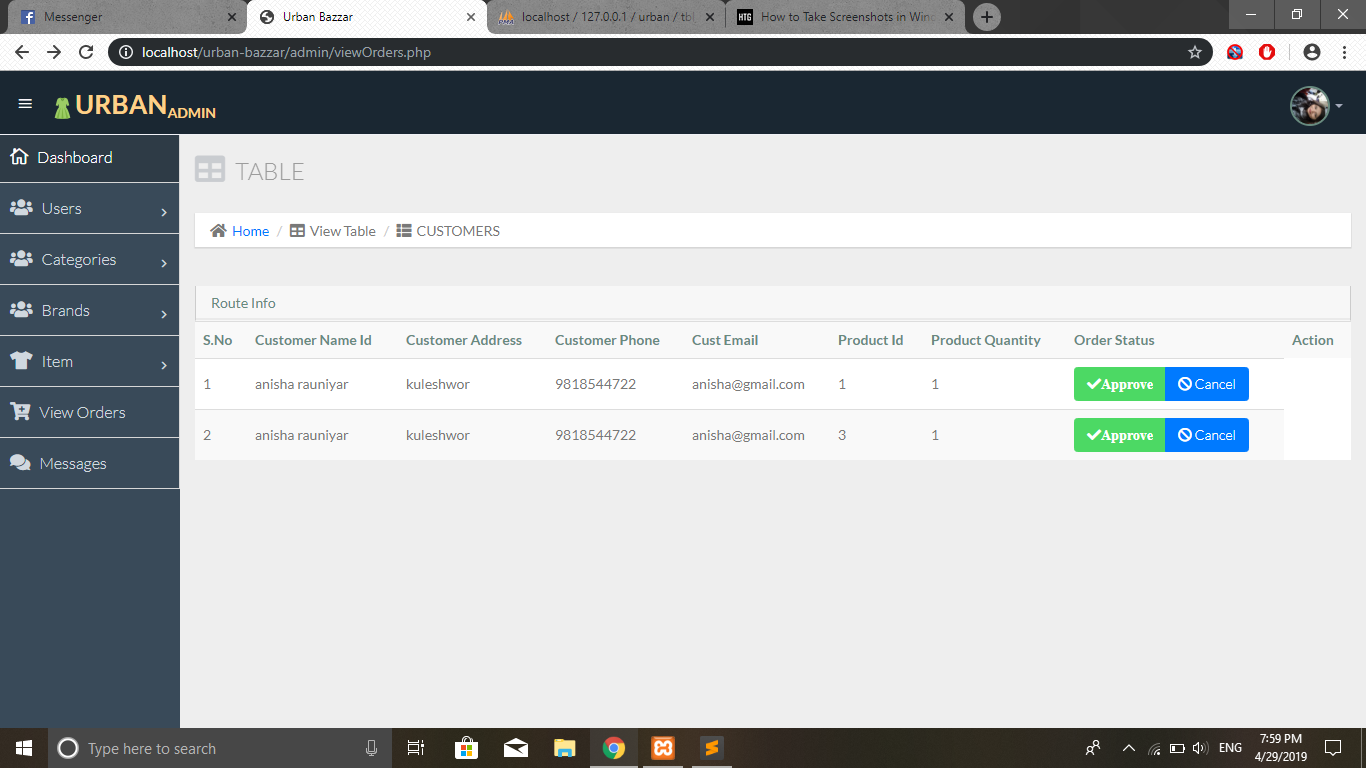 Messenger
Urban Bazzar
localhost / 127.0.0.1 / urban / tbl
How to Take Screenshots in Wind
HTG
localhost/urban-bazzar/admin/viewOrders.php
URBAN ADMIN
Dashboard
Users
Categories
Brands
Item
View Orders
Messages
TABLE
Home / View Table / CUSTOMERS
Route Info
S.No Customer Name Id Customer Address Customer Phone Cust Email Product Id Product Quantity Order Status Action
1 anisha rauniyar kuleshwor 9818544722 anisha@gmail.com 1 1 Approve Cancel
2 anisha rauniyar kuleshwor 9818544722 anisha@gmail.com 3 1 Approve Cancel
Type here to search
ENG
7:59 PM
4/29/2019